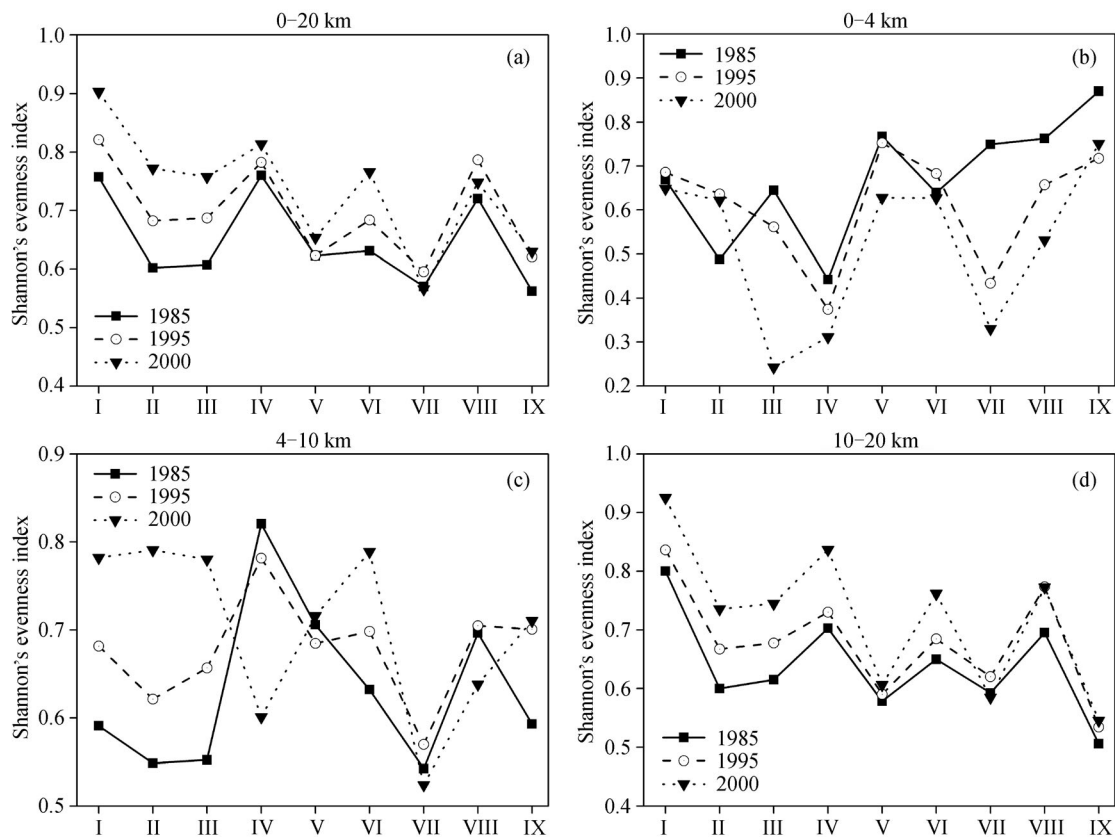 0−20 km
(a)
Shannon's evenness index
1.0
0.9
0.8
0.7
0.6
0.5
0.4
1985
1995
2000
I II III IV V VI VII VIII IX
0−4 km
(b)
Shannon's evenness index
1.0
0.9
0.8
0.7
0.6
0.5
0.4
0.3
0.2
1985
1995
2000
I II III IV V VI VII VIII IX
4−10 km
(c)
Shannon's evenness index
0.9
0.8
0.7
0.6
0.5
1985
1995
2000
I II III IV V VI VII VIII IX
10−20 km
(d)
Shannon's evenness index
1.0
0.9
0.8
0.7
0.6
0.5
0.4
1985
1995
2000
I II III IV V VI VII VIII IX